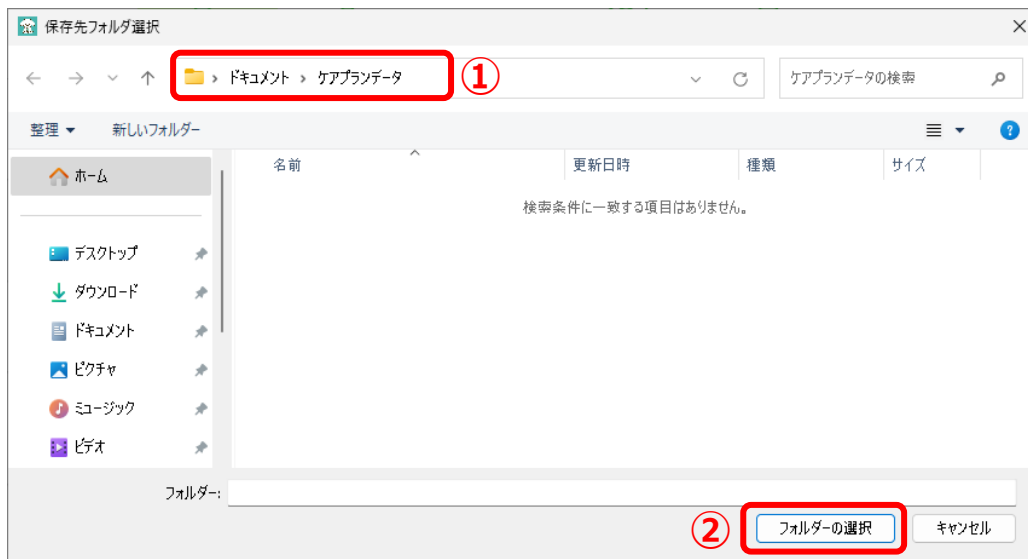 保存先フォルダ選択
ドキュメント › ケアプランデータ ①
ケアプランデータの検索
整理 新しいフォルダー
ホーム
名前 更新日時 種類 サイズ
検索条件に一致する項目はありません。
デスクトップ
ダウンロード
ドキュメント
ピクチャ
ミュージック
ビデオ
フォルダー:
② フォルダーの選択 キャンセル